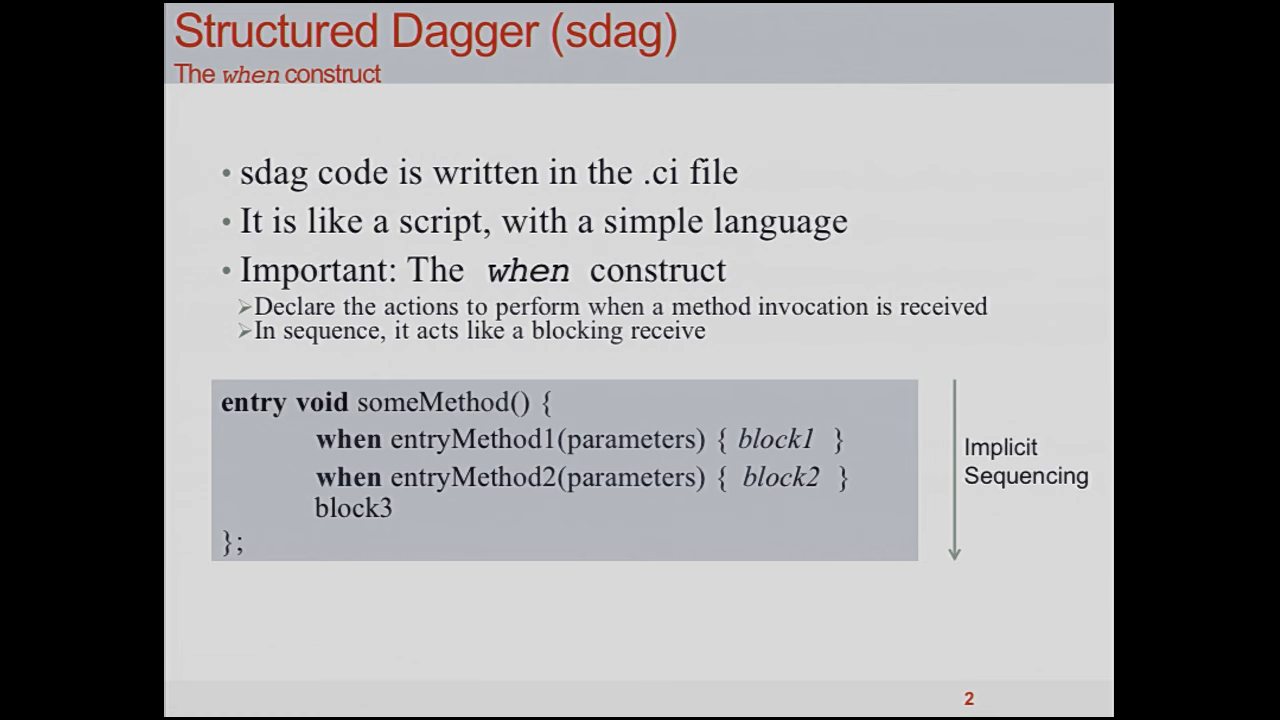 Structured Dagger (sdag)
The when construct
• sdag code is written in the .ci file
• It is like a script, with a simple language
• Important: The when construct
➢Declare the actions to perform when a method invocation is received
➢In sequence, it acts like a blocking receive
entry void someMethod() {
when entryMethod1(parameters) { block1 }
when entryMethod2(parameters) { block2 }
block3
};
Implicit
Sequencing
2